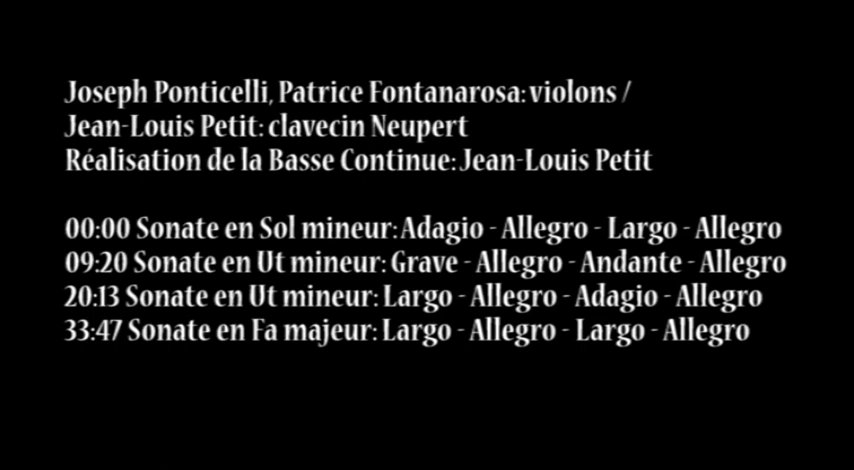 Joseph Ponticelli, Patrice Fontanarosa: violons /
Jean-Louis Petit: clavecin Neupert
Réalisation de la Basse Continue: Jean-Louis Petit
00:00 Sonate en Sol mineur: Adagio - Allegro - Largo - Allegro
09:20 Sonate en Ut mineur: Grave - Allegro - Andante - Allegro
20:13 Sonate en Ut mineur: Largo - Allegro - Adagio - Allegro
33:47 Sonate en Fa majeur: Largo - Allegro - Largo - Allegro